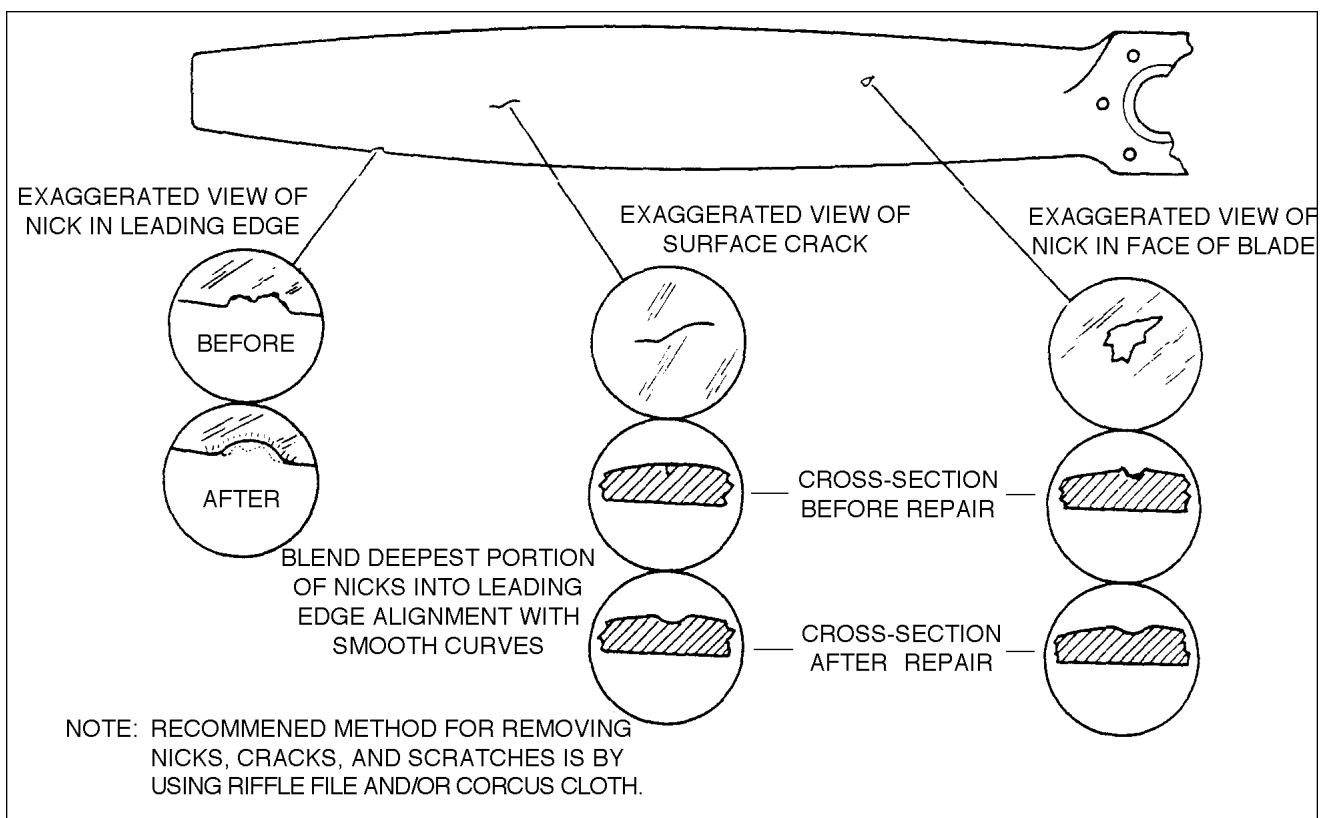 EXAGGERATED VIEW OF
NICK IN LEADING EDGE
BEFORE
AFTER
EXAGGERATED VIEW OF
SURFACE CRACK
EXAGGERATED VIEW OF
NICK IN FACE OF BLADE
CROSS-SECTION
BEFORE REPAIR
BLEND DEEPEST PORTION
OF NICKS INTO LEADING
EDGE ALIGNMENT WITH
SMOOTH CURVES
CROSS-SECTION
AFTER REPAIR
NOTE: RECOMMENED METHOD FOR REMOVING
NICKS, CRACKS, AND SCRATCHES IS BY
USING RIFFLE FILE AND/OR CORCUS CLOTH.